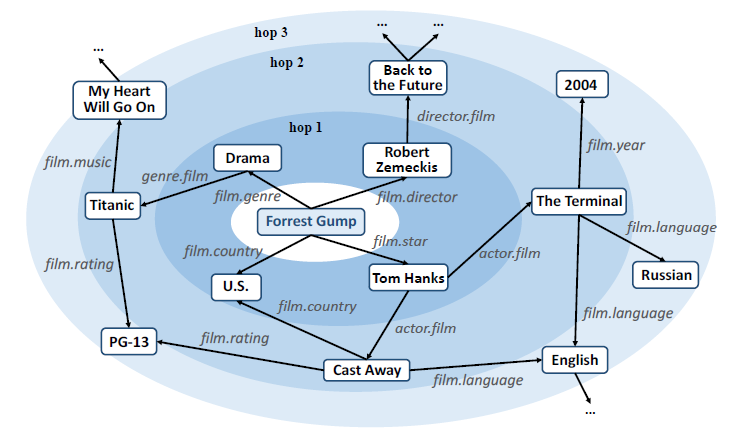 ...
...
...
hop 3
hop 2
My Heart
Will Go On
Back to
the Future
2004
hop 1
director.film
film.music
Drama
Robert
Zemeckis
film.year
genre.film
film.genre
film.director
Titanic
Forrest Gump
The Terminal
film.country
film.star
film.language
film.rating
actor.film
U.S.
Tom Hanks
Russian
film.country
film.language
actor.film
PG-13
film.rating
Cast Away
English
film.language
...